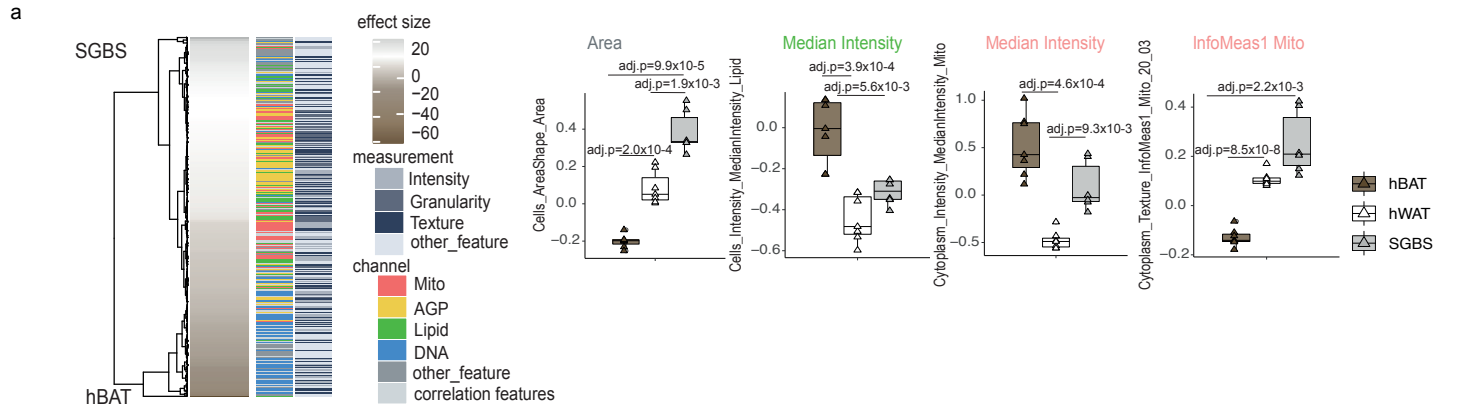 a
SGBS
hBAT
effect size
20
0
−20
−40
−60
measurement
Intensity
Granularity
Texture
other_feature
channel
Mito
AGP
Lipid
DNA
other_feature
correlation features
Area
adj.p=9.9x10-5
adj.p=1.9x10-3
adj.p=2.0x10-4
Cells_AreaShape_Area
0.4
0.2
0.0
−0.2
Median Intensity
adj.p=3.9x10-4
adj.p=5.6x10-3
Cells_Intensity_MedianIntensity_Lipid
0.0
−0.2
−0.4
−0.6
Median Intensity
adj.p=4.6x10-4
adj.p=9.3x10-3
Cytoplasm_Intensity_MedianIntensity_Mito
1.0
0.5
0.0
−0.5
InfoMeas1 Mito
adj.p=2.2x10-3
adj.p=8.5x10-8
Cytoplasm_Texture_InfoMeas1_Mito_20_03
0.4
0.2
0.0
−0.2
hBAT
hWAT
SGBS